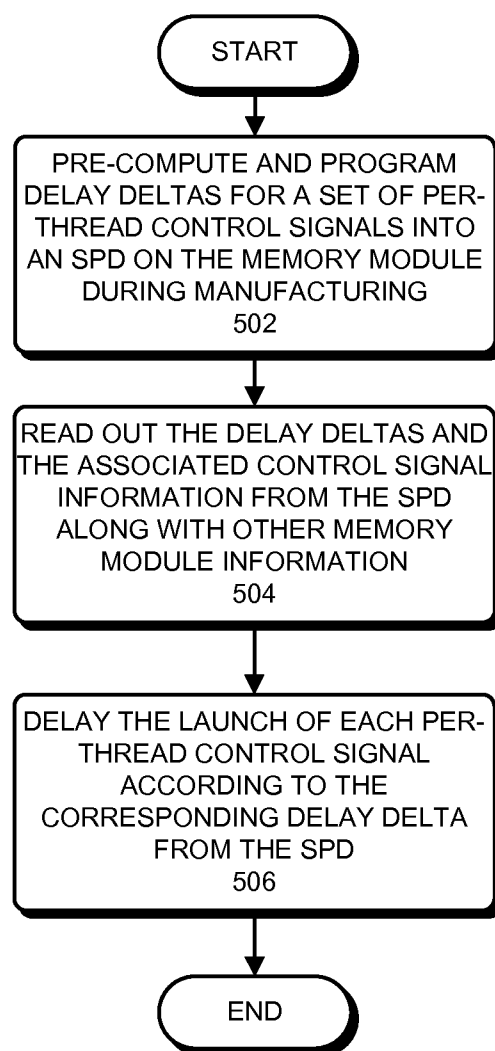 START
PRE-COMPUTE AND PROGRAM
DELAY DELTAS FOR A SET OF PER-
THREAD CONTROL SIGNALS INTO
AN SPD ON THE MEMORY MODULE
DURING MANUFACTURING
502
READ OUT THE DELAY DELTAS AND
THE ASSOCIATED CONTROL SIGNAL
INFORMATION FROM THE SPD
ALONG WITH OTHER MEMORY
MODULE INFORMATION
504
DELAY THE LAUNCH OF EACH PER-
THREAD CONTROL SIGNAL
ACCORDING TO THE
CORRESPONDING DELAY DELTA
FROM THE SPD
506
END